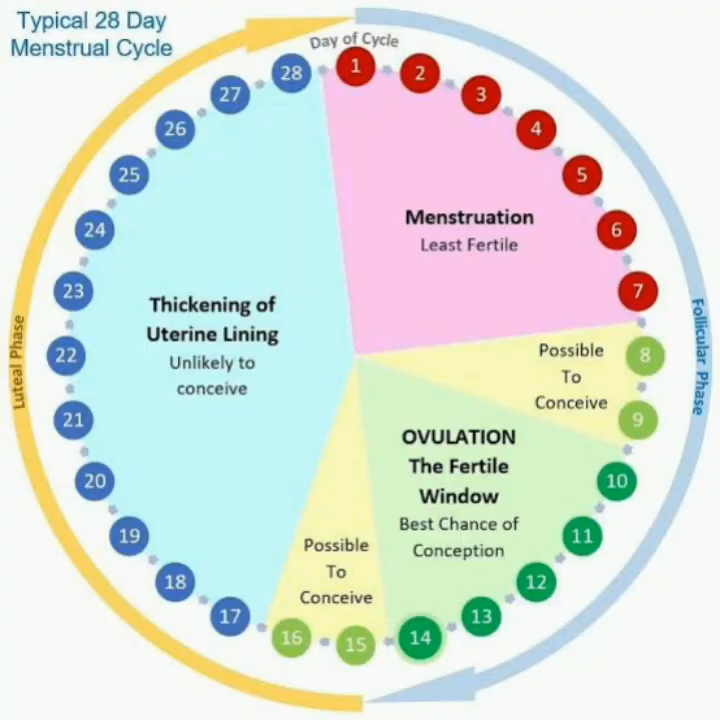 Typical 28 Day
Menstrual Cycle
Day of Cycle
1
2
3
4
5
6
7
8
9
10
11
12
13
14
15
16
17
18
19
20
21
22
23
24
25
26
27
28
Menstruation
Least Fertile
Possible
To
Conceive
OVULATION
The Fertile
Window
Best Chance of
Conception
Possible
To
Conceive
Thickening of
Uterine Lining
Unlikely to
conceive
Follicular Phase
Luteal Phase